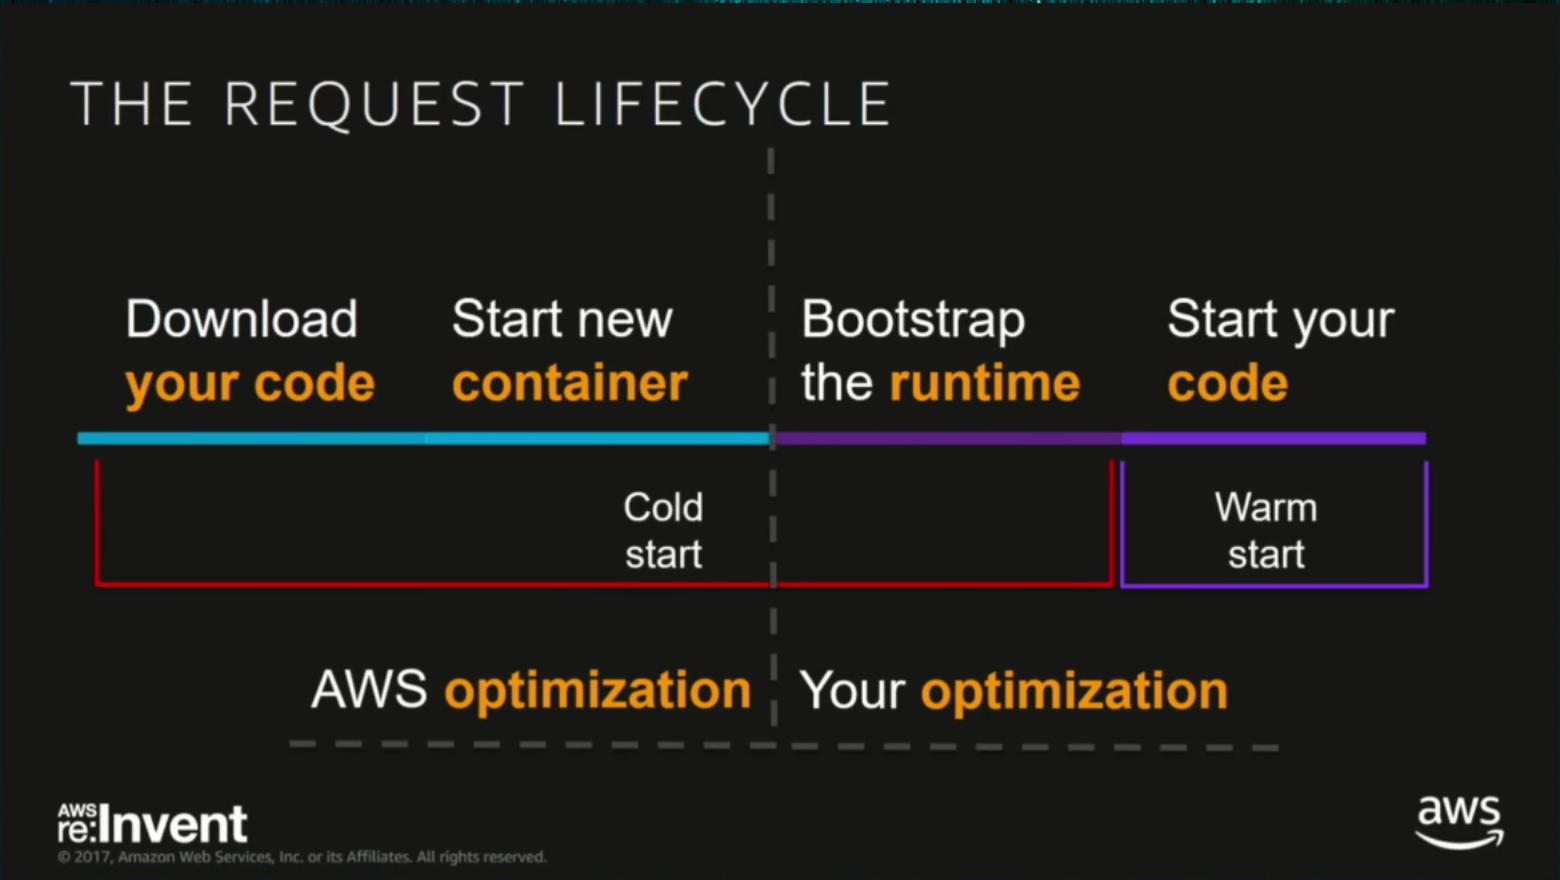 THE REQUEST LIFECYCLE
Download
your code
Start new
container
Bootstrap
the runtime
Start your
code
Cold
start
Warm
start
AWS optimization
Your optimization
AWS
re:Invent
© 2017, Amazon Web Services, Inc. or its Affiliates. All rights reserved.
aws